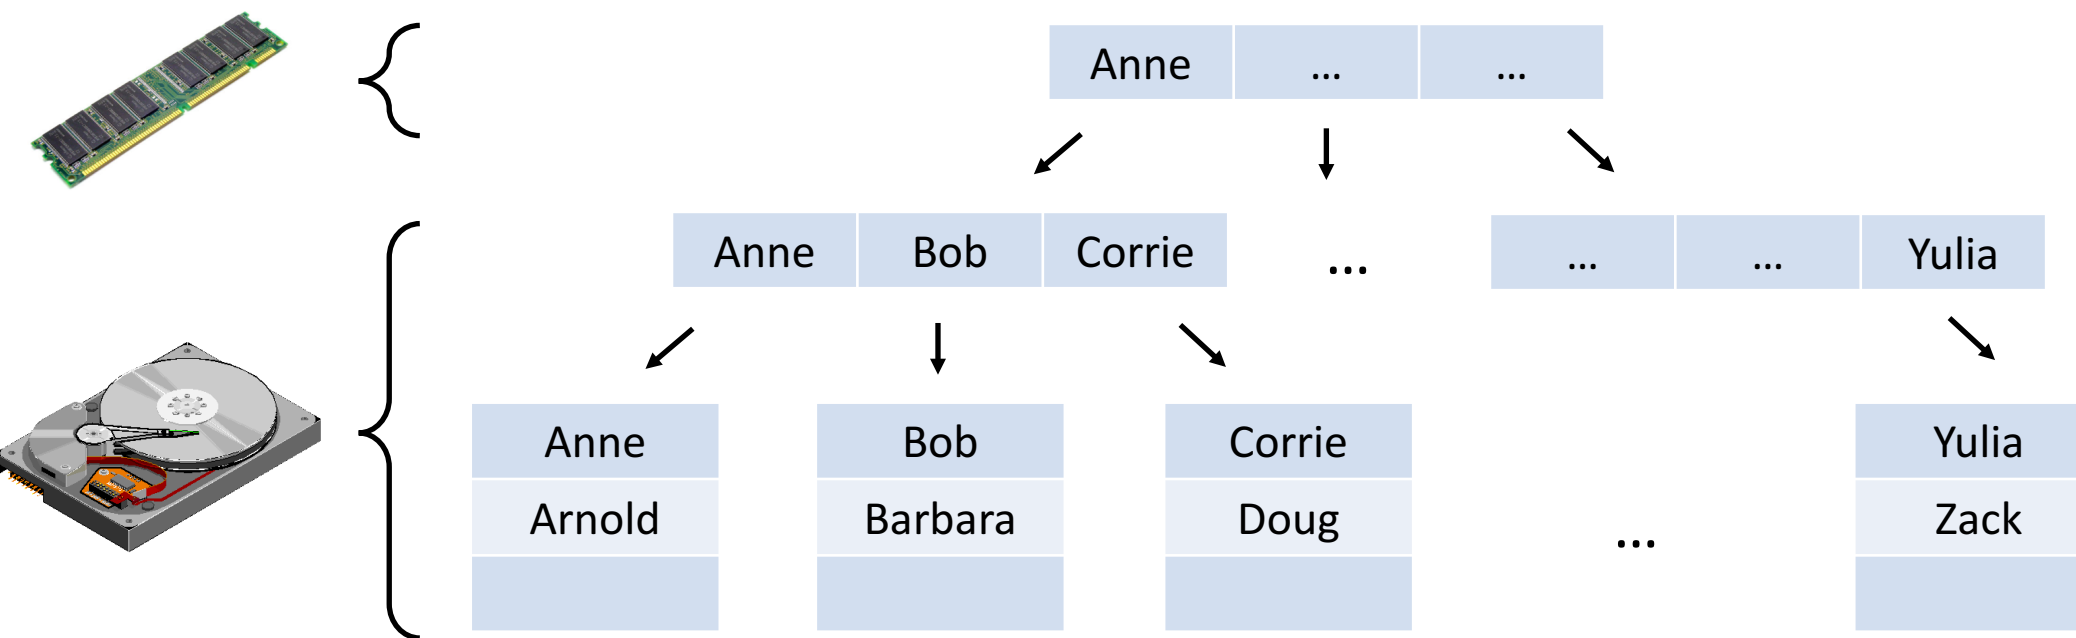 Anne … …
Anne Bob Corrie … … … Yulia
Anne Bob Corrie Yulia
Arnold Barbara Doug … Zack